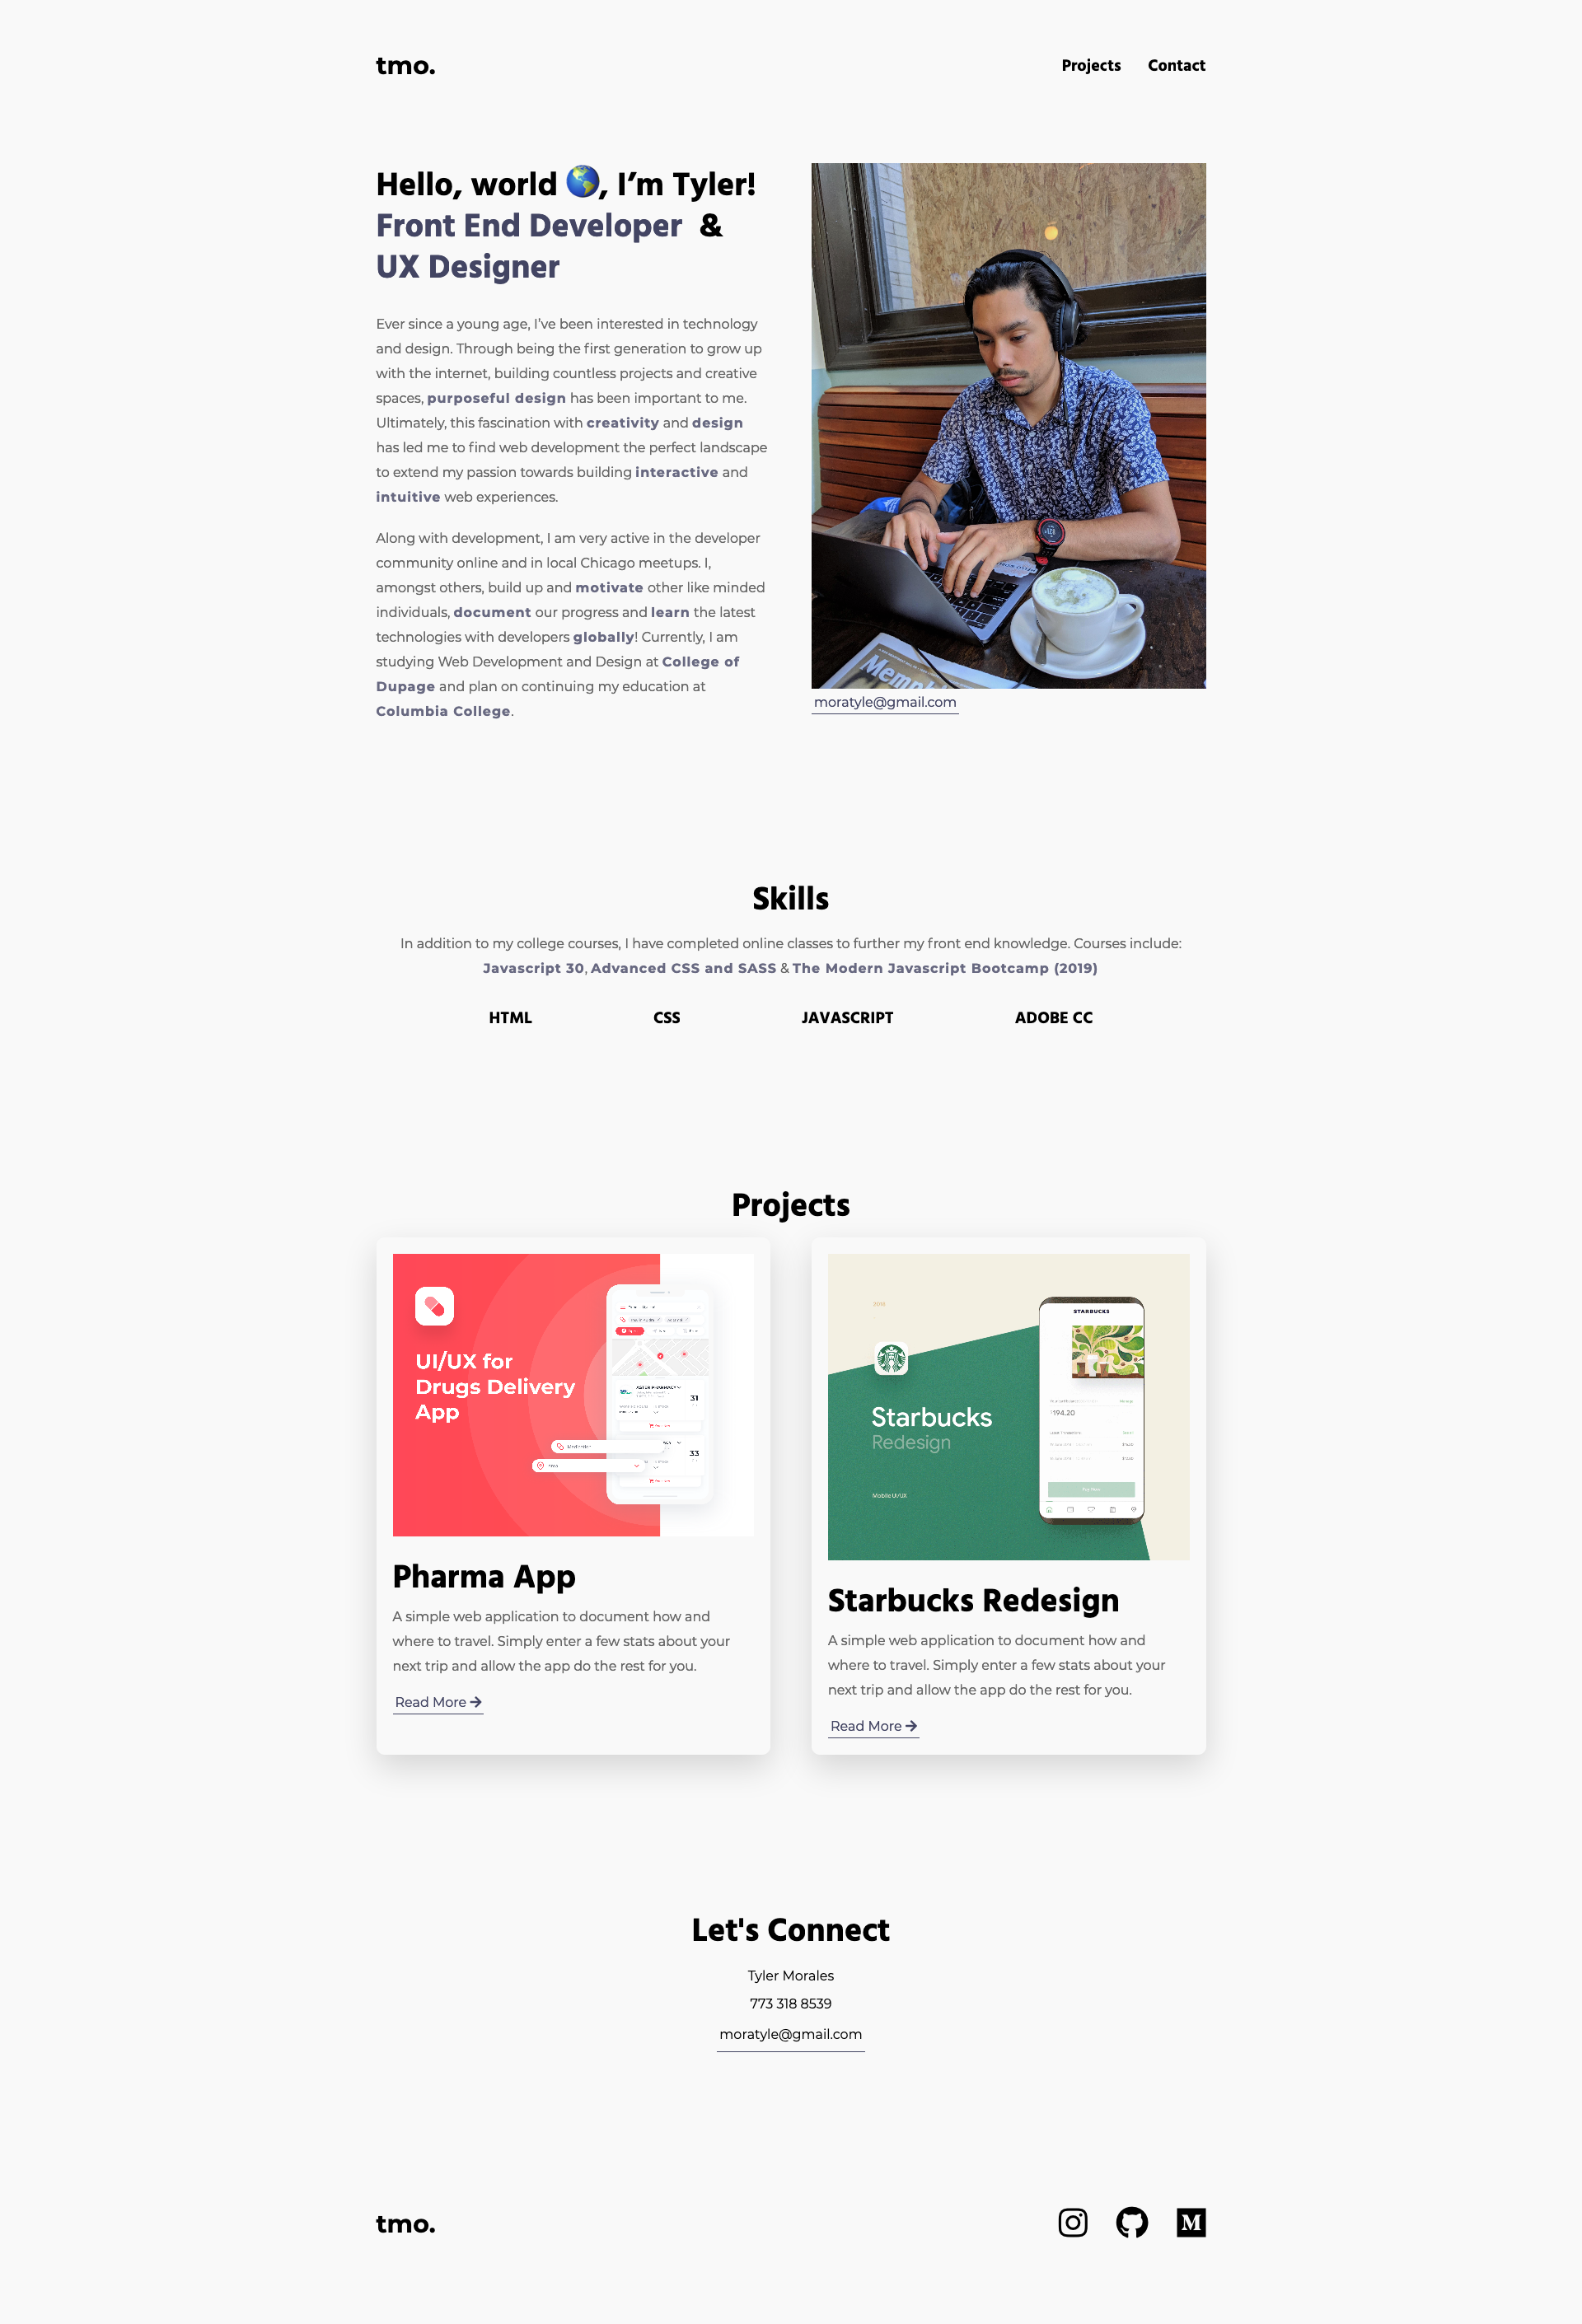 tmo.
Projects Contact
Hello, world 🌎, I’m Tyler!
Front End Developer &
UX Designer
Ever since a young age, I’ve been interested in technology
and design. Through being the first generation to grow up
with the internet, building countless projects and creative
spaces, purposeful design has been important to me.
Ultimately, this fascination with creativity and design
has led me to find web development the perfect landscape
to extend my passion towards building interactive and
intuitive web experiences.
Along with development, I am very active in the developer
community online and in local Chicago meetups. I,
amongst others, build up and motivate other like minded
individuals, document our progress and learn the latest
technologies with developers globally! Currently, I am
studying Web Development and Design at College of
Dupage and plan on continuing my education at
Columbia College.
moratyle@gmail.com
Skills
In addition to my college courses, I have completed online classes to further my front end knowledge. Courses include:
Javascript 30, Advanced CSS and SASS & The Modern Javascript Bootcamp (2019)
HTML CSS JAVASCRIPT ADOBE CC
Projects
UI/UX for
Drugs Delivery
App
31
33
Pharma App
A simple web application to document how and
where to travel. Simply enter a few stats about your
next trip and allow the app do the rest for you.
Read More
STARBUCKS
194.20
Starbucks
Redesign
Mobile UI/UX
Starbucks Redesign
A simple web application to document how and
where to travel. Simply enter a few stats about your
next trip and allow the app do the rest for you.
Read More
Let's Connect
Tyler Morales
773 318 8539
moratyle@gmail.com
tmo.